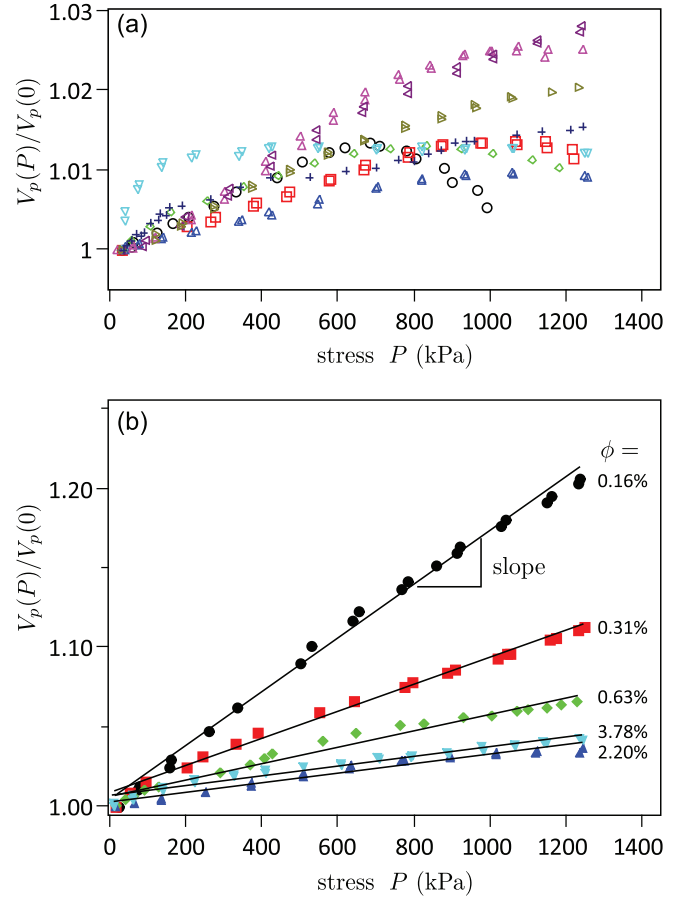 (a)
1.03
1.02
1.01
1
V_p(P)/V_p(0)
0 200 400 600 800 1000 1200 1400
stress P (kPa)
(b)
ϕ =
0.16%
slope
0.31%
0.63%
3.78%
2.20%
1.20
1.10
1.00
V_p(P)/V_p(0)
0 200 400 600 800 1000 1200 1400
stress P (kPa)